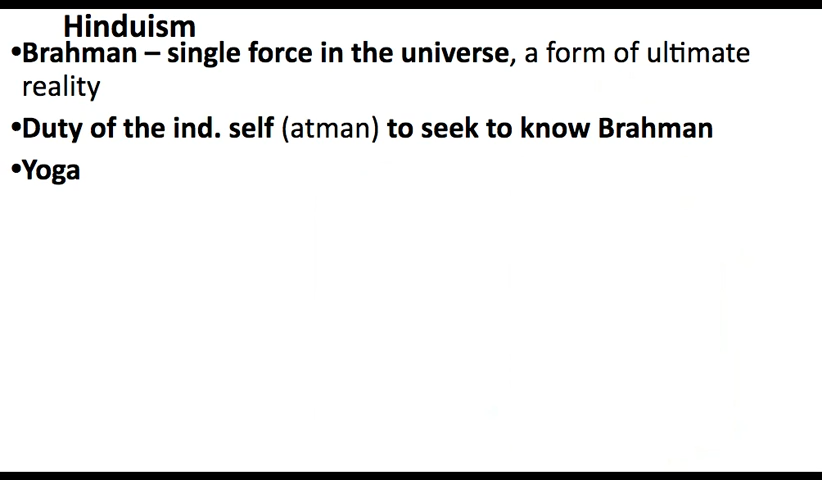 Hinduism
•Brahman – single force in the universe, a form of ultimate
reality
•Duty of the ind. self (atman) to seek to know Brahman
•Yoga